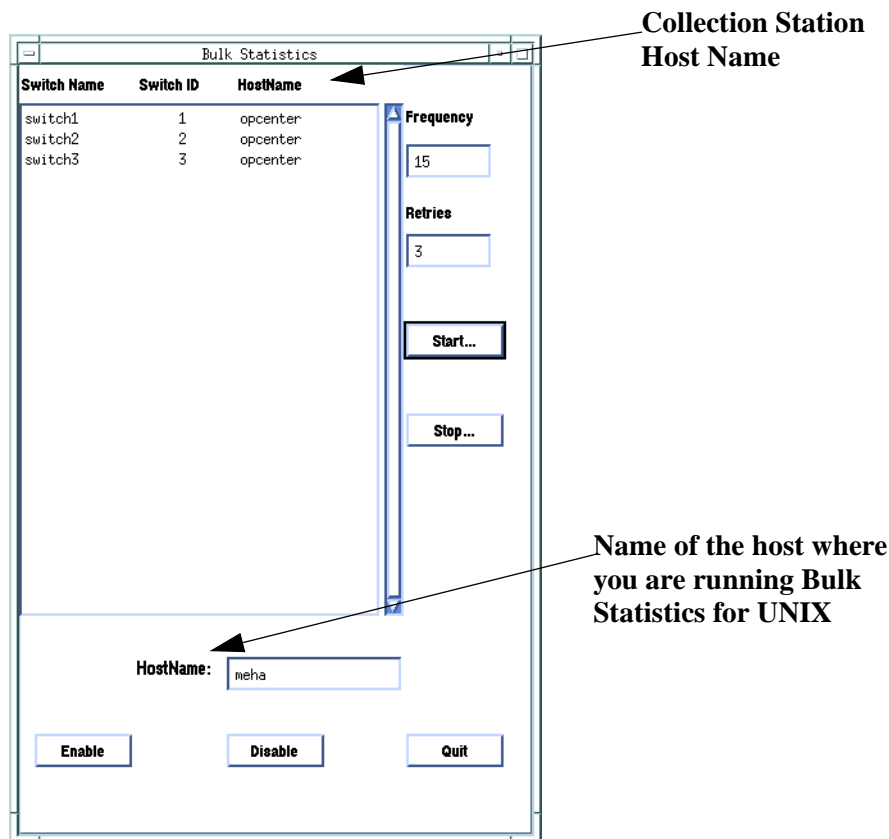 Collection Station
Host Name
Bulk Statistics
Switch Name Switch ID HostName
switch1 1 opcenter
switch2 2 opcenter
switch3 3 opcenter
Frequency
15
Retries
3
Start...
Stop...
Name of the host where
you are running Bulk
Statistics for UNIX
HostName: meha
Enable Disable Quit